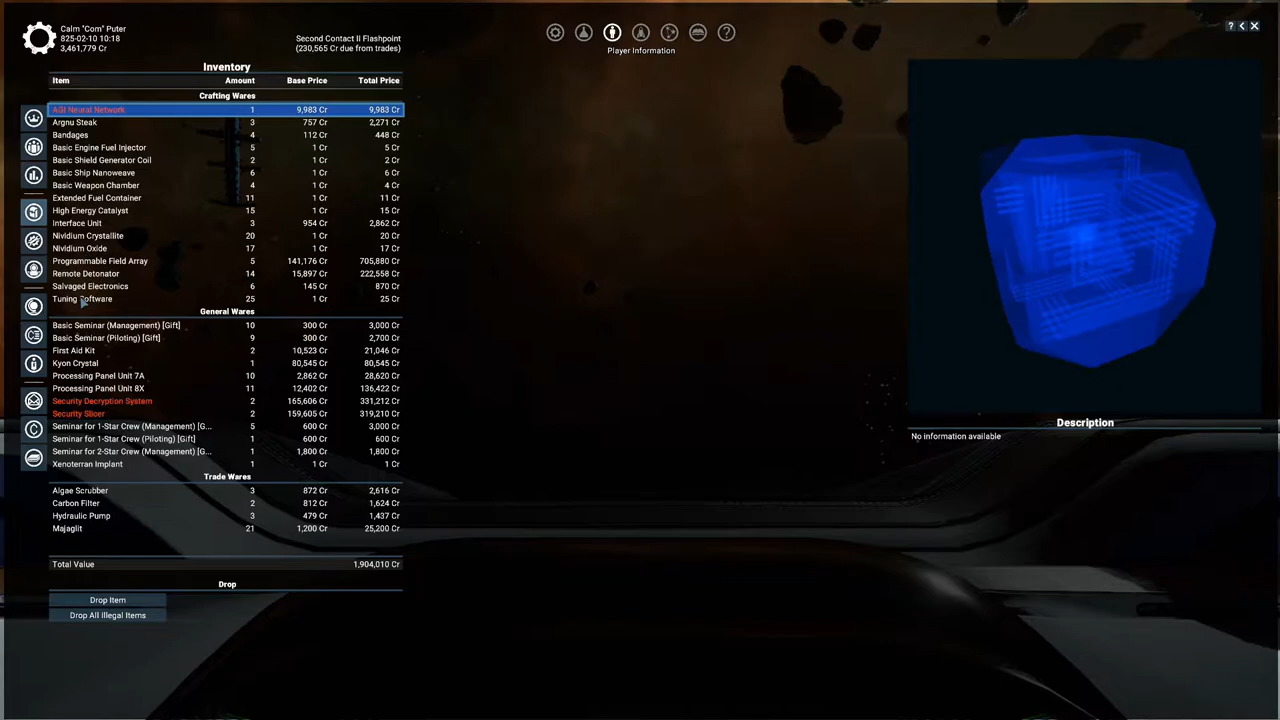 Calm "Com" Puter
825-02-10 10:18
3,461,779 Cr
Second Contact II Flashpoint
(230,565 Cr due from trades)
Player Information
? < X
Inventory
Item Amount Base Price Total Price
Crafting Wares
AGI Neural Network 1 9,983 Cr 9,983 Cr
Argnu Steak 3 757 Cr 2,271 Cr
Bandages 4 112 Cr 448 Cr
Basic Engine Fuel Injector 5 1 Cr 5 Cr
Basic Shield Generator Coil 2 1 Cr 2 Cr
Basic Ship Nanoweave 6 1 Cr 6 Cr
Basic Weapon Chamber 4 1 Cr 4 Cr
Extended Fuel Container 11 1 Cr 11 Cr
High Energy Catalyst 15 1 Cr 15 Cr
Interface Unit 3 954 Cr 2,862 Cr
Nividium Crystallite 20 1 Cr 20 Cr
Nividium Oxide 17 1 Cr 17 Cr
Programmable Field Array 5 141,176 Cr 705,880 Cr
Remote Detonator 14 15,897 Cr 222,558 Cr
Salvaged Electronics 6 145 Cr 870 Cr
Tuning Software 25 1 Cr 25 Cr
General Wares
Basic Seminar (Management) [Gift] 10 300 Cr 3,000 Cr
Basic Seminar (Piloting) [Gift] 9 300 Cr 2,700 Cr
First Aid Kit 2 10,523 Cr 21,046 Cr
Kyon Crystal 1 80,545 Cr 80,545 Cr
Processing Panel Unit 7A 10 2,862 Cr 28,620 Cr
Processing Panel Unit 8X 11 12,402 Cr 136,422 Cr
Security Decryption System 2 165,606 Cr 331,212 Cr
Security Slicer 2 159,605 Cr 319,210 Cr
Seminar for 1-Star Crew (Management) [G... 5 600 Cr 3,000 Cr
Seminar for 1-Star Crew (Piloting) [Gift] 1 600 Cr 600 Cr
Seminar for 2-Star Crew (Management) [G... 1 1,800 Cr 1,800 Cr
Xenoterran Implant 1 1 Cr 1 Cr
Trade Wares
Algae Scrubber 3 872 Cr 2,616 Cr
Carbon Filter 2 812 Cr 1,624 Cr
Hydraulic Pump 3 479 Cr 1,437 Cr
Majaglit 21 1,200 Cr 25,200 Cr
Total Value 1,904,010 Cr
Drop
Drop Item
Drop All Illegal Items
Description
No information available